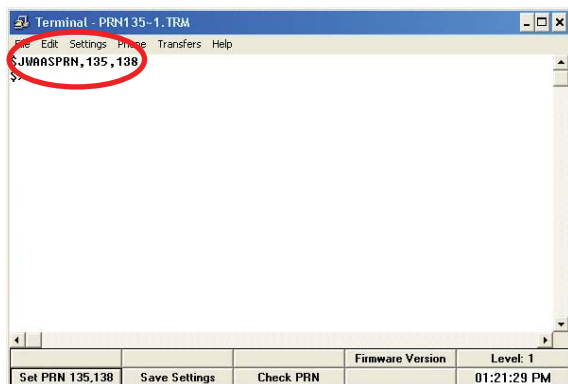 Terminal - PRN135~1.TRM
File Edit Settings Phone Transfers Help
$JWAASPRN,135,138
$>
Firmware Version Level: 1
Set PRN 135,138 Save Settings Check PRN 01:21:29 PM